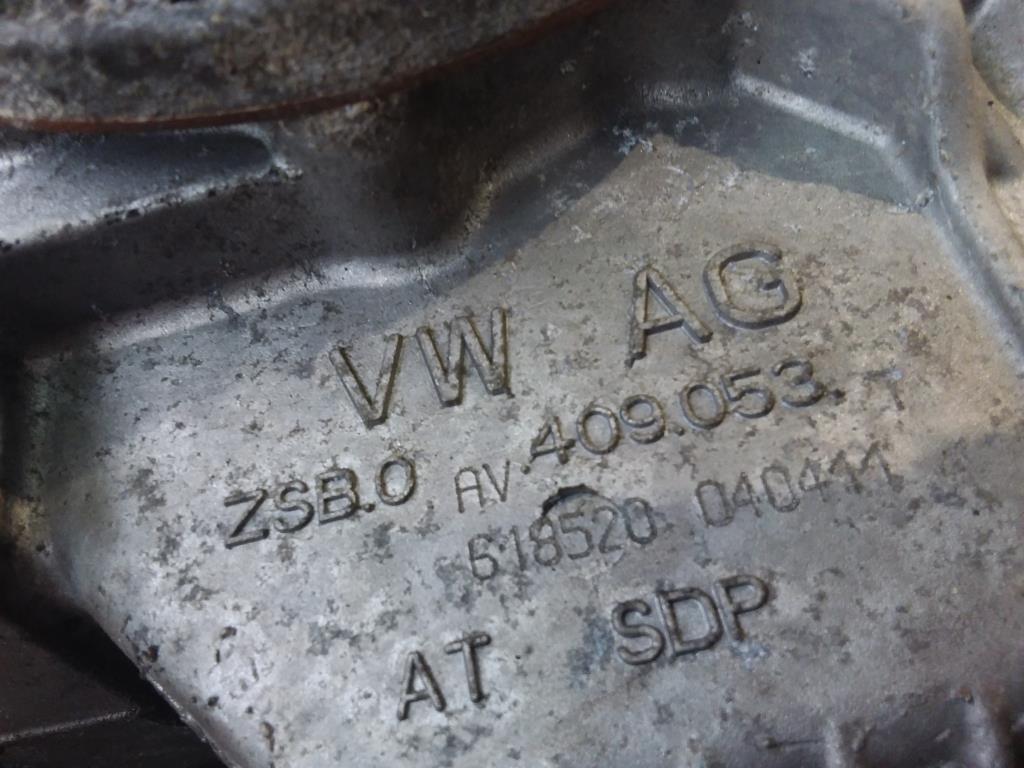 VW AG
ZSB.0 AV.409.053.
618520 040411
AT SDP